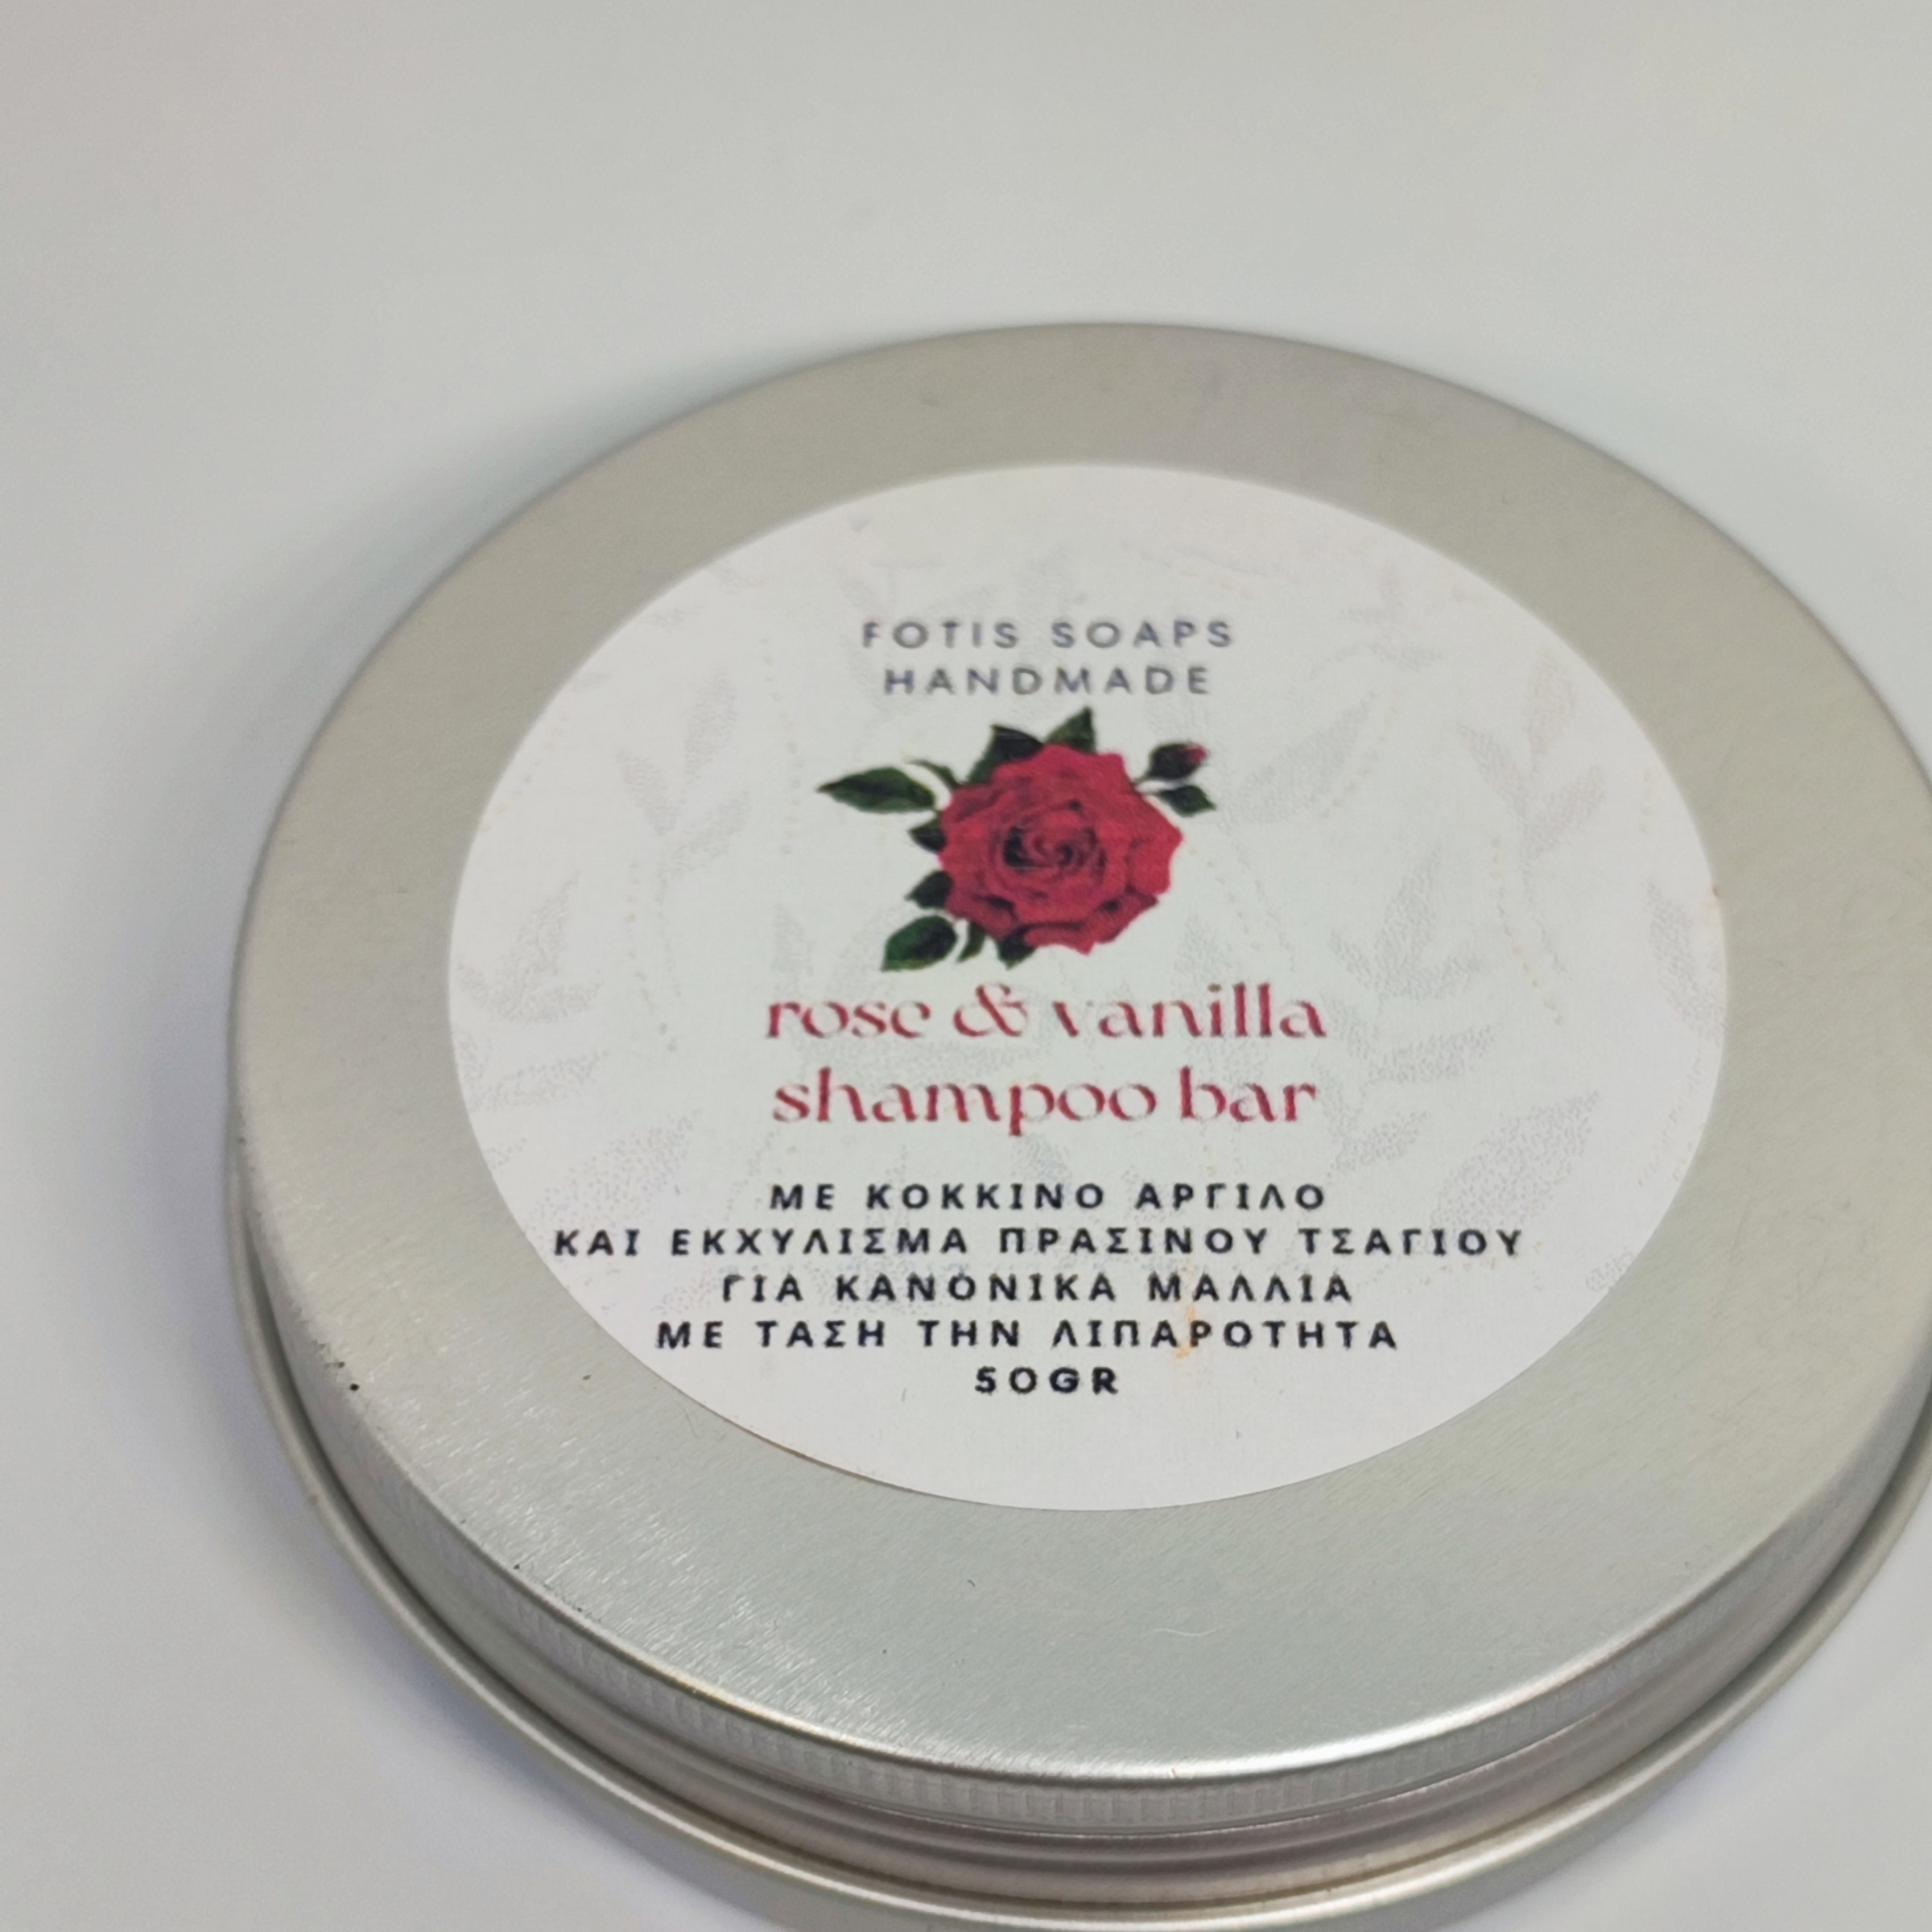 FOTIS SOAPS
HANDMADE
rose & vanilla
shampoo bar
ΜΕ ΚΟΚΚΙΝΟ ΑΡΓΙΛΟ
ΚΑΙ ΕΚΧΥΛΙΣΜΑ ΠΡΑΣΙΝΟΥ ΤΣΑΓΙΟΥ
ΓΙΑ ΚΑΝΟΝΙΚΑ ΜΑΛΛΙΑ
ΜΕ ΤΑΣΗ ΤΗΝ ΛΙΠΑΡΟΤΗΤΑ
50GR